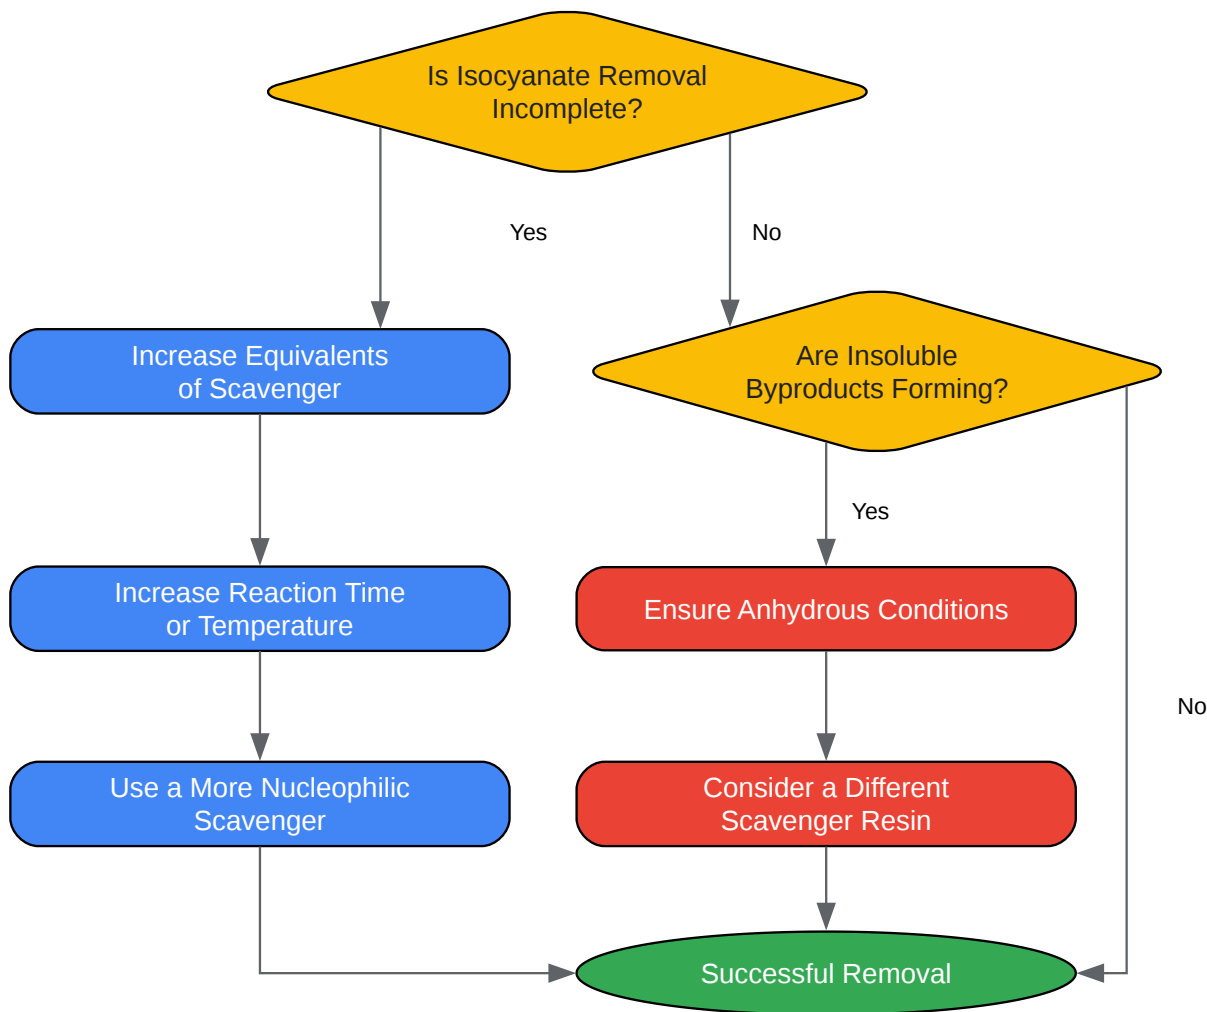 Is Isocyanate Removal
Incomplete?
Yes
No
Increase Equivalents
of Scavenger
Are Insoluble
Byproducts Forming?
Yes
Increase Reaction Time
or Temperature
Ensure Anhydrous Conditions
No
Use a More Nucleophilic
Scavenger
Consider a Different
Scavenger Resin
Successful Removal